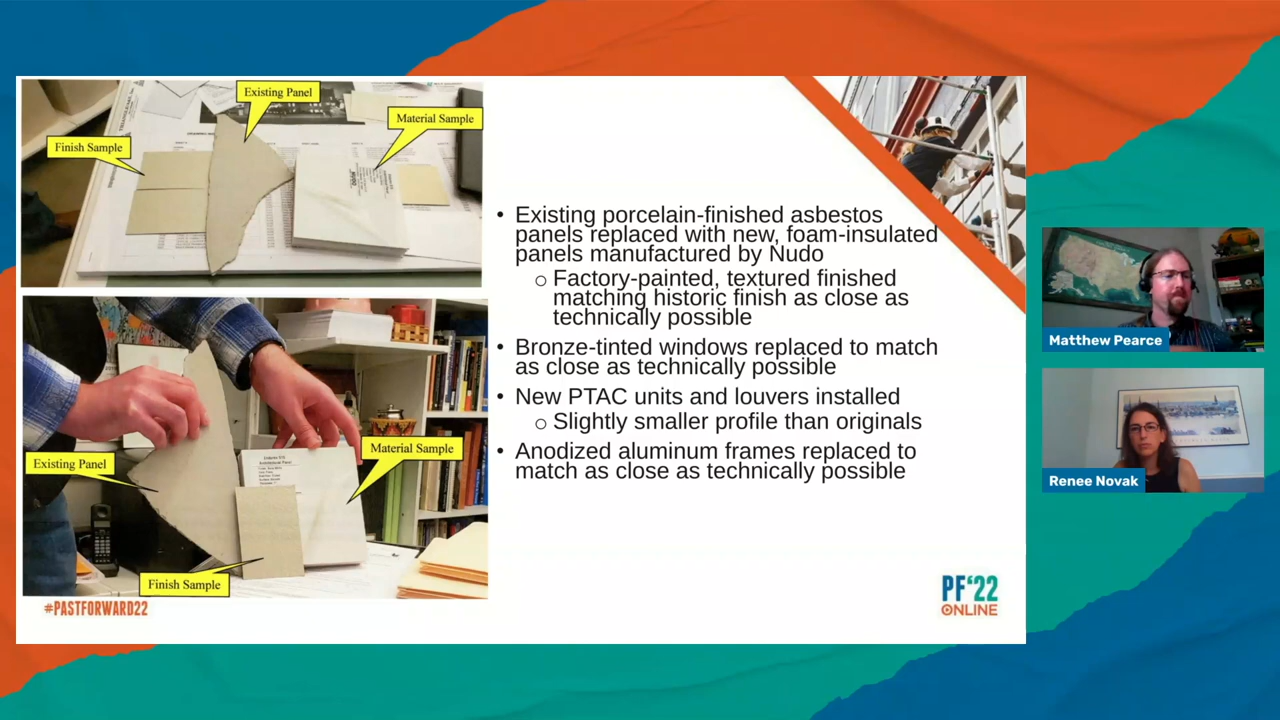 Existing Panel
Material Sample
Finish Sample
Existing Panel
Material Sample
Finish Sample
#PASTFORWARD22
• Existing porcelain-finished asbestos
panels replaced with new, foam-insulated
panels manufactured by Nudo
o Factory-painted, textured finished
matching historic finish as close as
technically possible
• Bronze-tinted windows replaced to match
as close as technically possible
• New PTAC units and louvers installed
o Slightly smaller profile than originals
• Anodized aluminum frames replaced to
match as close as technically possible
PF'22
ONLINE
Matthew Pearce
Renee Novak